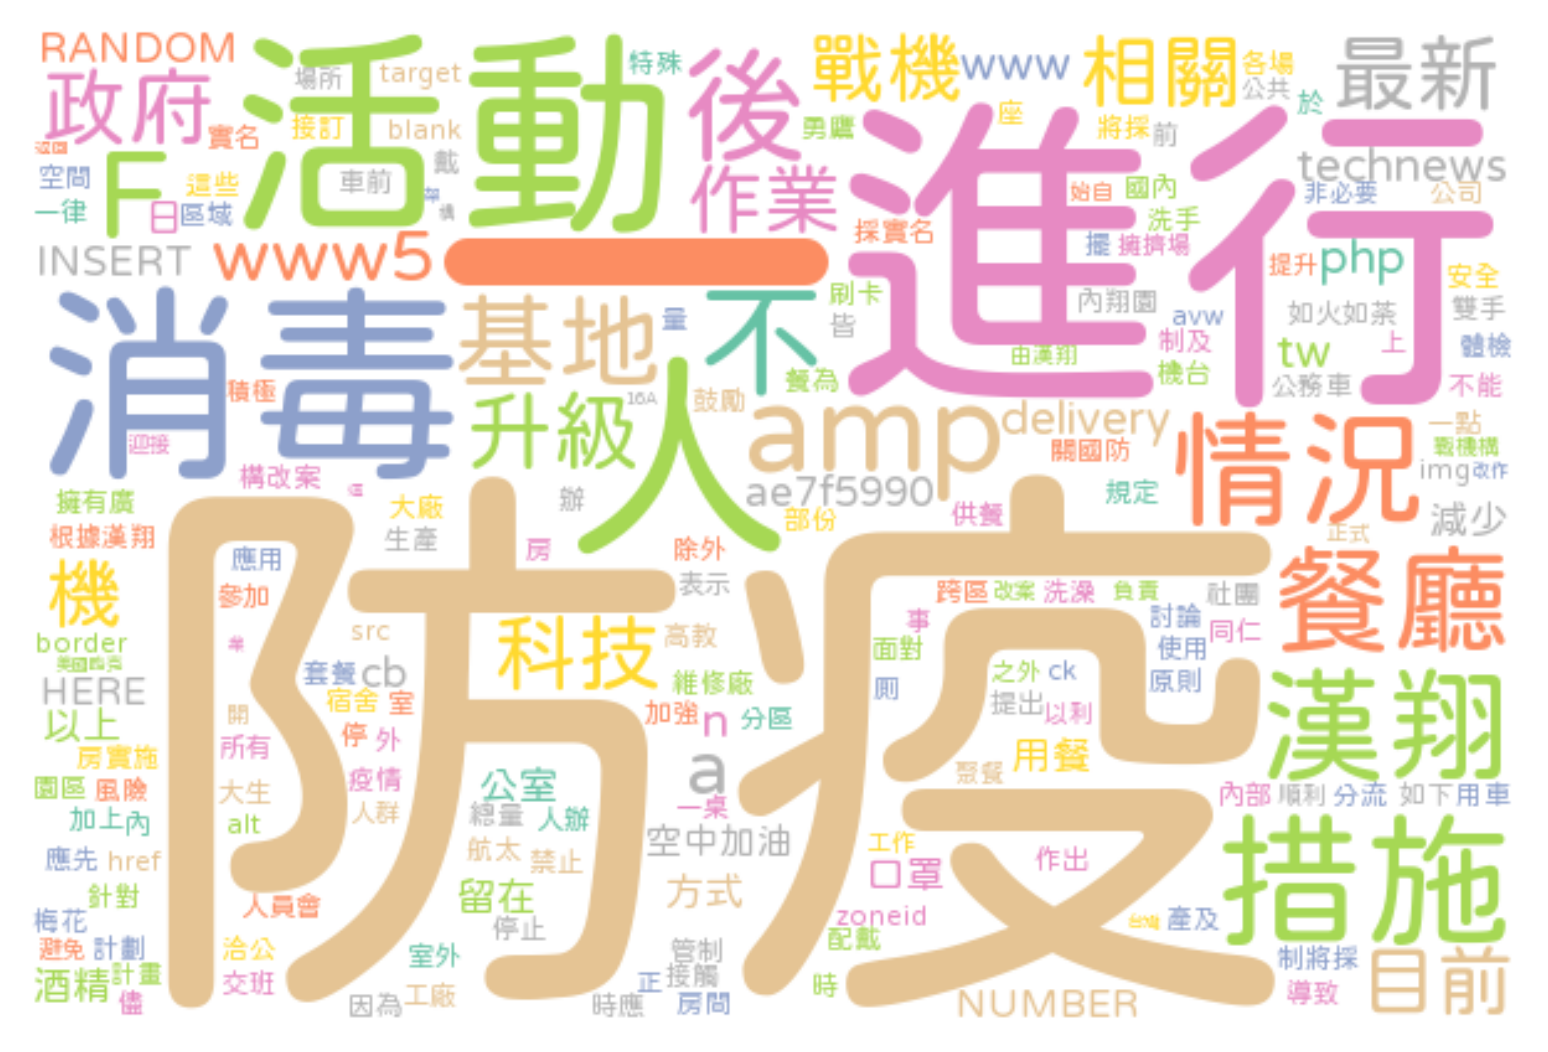 RANDOM
活動
特殊
後
戰機
www
相關
各場
公共
最新
政府
場所
target
接訂
blank
實名
勇鷹
座
將採
前
於
technews
空間
F
這些
車前
戴
作業
進行
始自
國內
非必要
公司
一律
日
區域
採實名
洗手
擺
擁擠場
INSERT
www5
一
提升
php
安全
消毒
基地
量
不
刷卡
皆
內翔園
avw
如火如荼
雙手
由漢翔
制及
機台
tw
上
體檢
積極
升級
16A
鼓勵
餐為
公務車
不能
迎接
人
amp
delivery
情況
一點
戰機構
構改案
關國防
img
改作
擁有廣
大廠
辦
ae7f5990
規定
減少
根據漢翔
生產
部份
供餐
正式
防疫
應用
房
除外
餐廳
機
參加
表示
跨區
改案
洗澡
負責
社團
border
src
科技
高教
事
討論
同仁
面對
使用
HERE
套餐
cb
維修廠
之外
ck
原則
漢翔
以上
宿舍
室
加強
n
分區
廁
提出
以利
開
停
外
房實施
所有
疫情
公室
a
聚餐
用餐
園區
風險
大生
人群
總量
人辦
一桌
內部
順利
分流
如下
用車
加上
內
alt
航太
禁止
空中加油
工作
措施
應先
href
口罩
作出
針對
人員會
留在
方式
zoneid
梅花
停止
配戴
台灣
產及
避免
計劃
洽公
室外
管制
制將採
目前
酒精
計畫
交班
正
接觸
時
導致
儘
因為
工廠
時應
房間
NUMBER